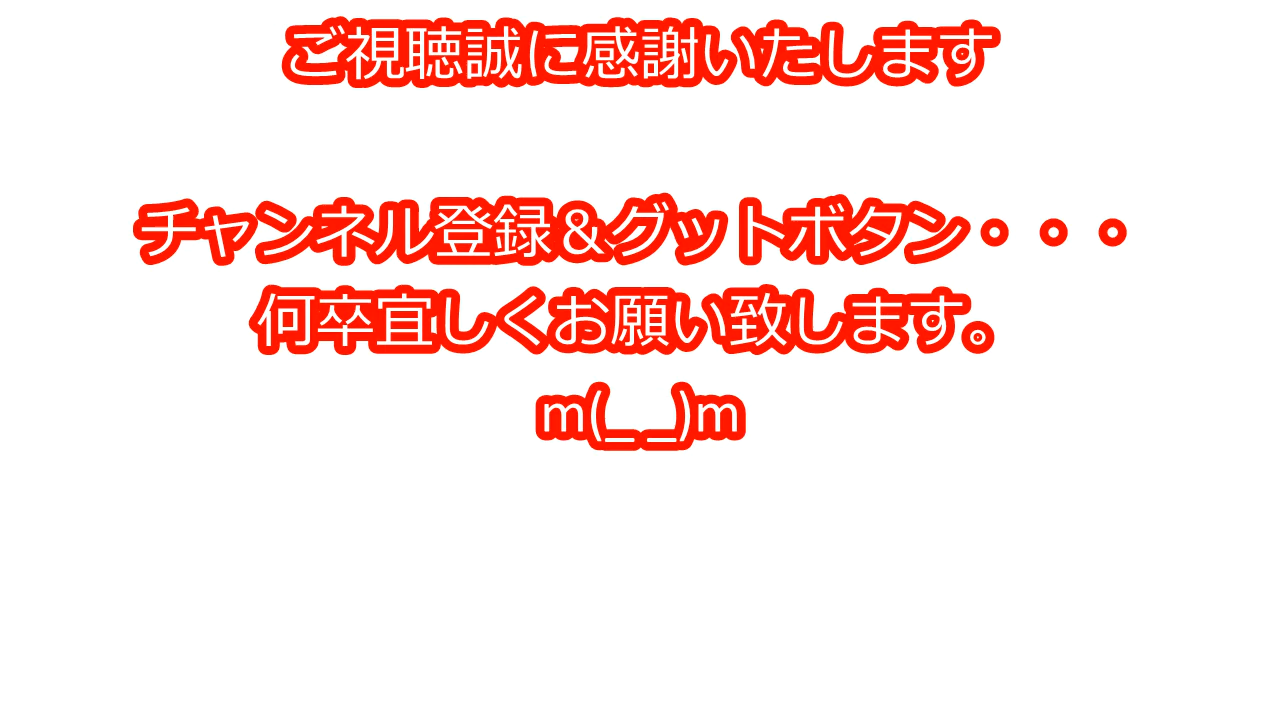 ご視聴誠に感謝いたします
チャンネル登録＆グットボタン・・・
何卒宜しくお願い致します。
m(_ _)m